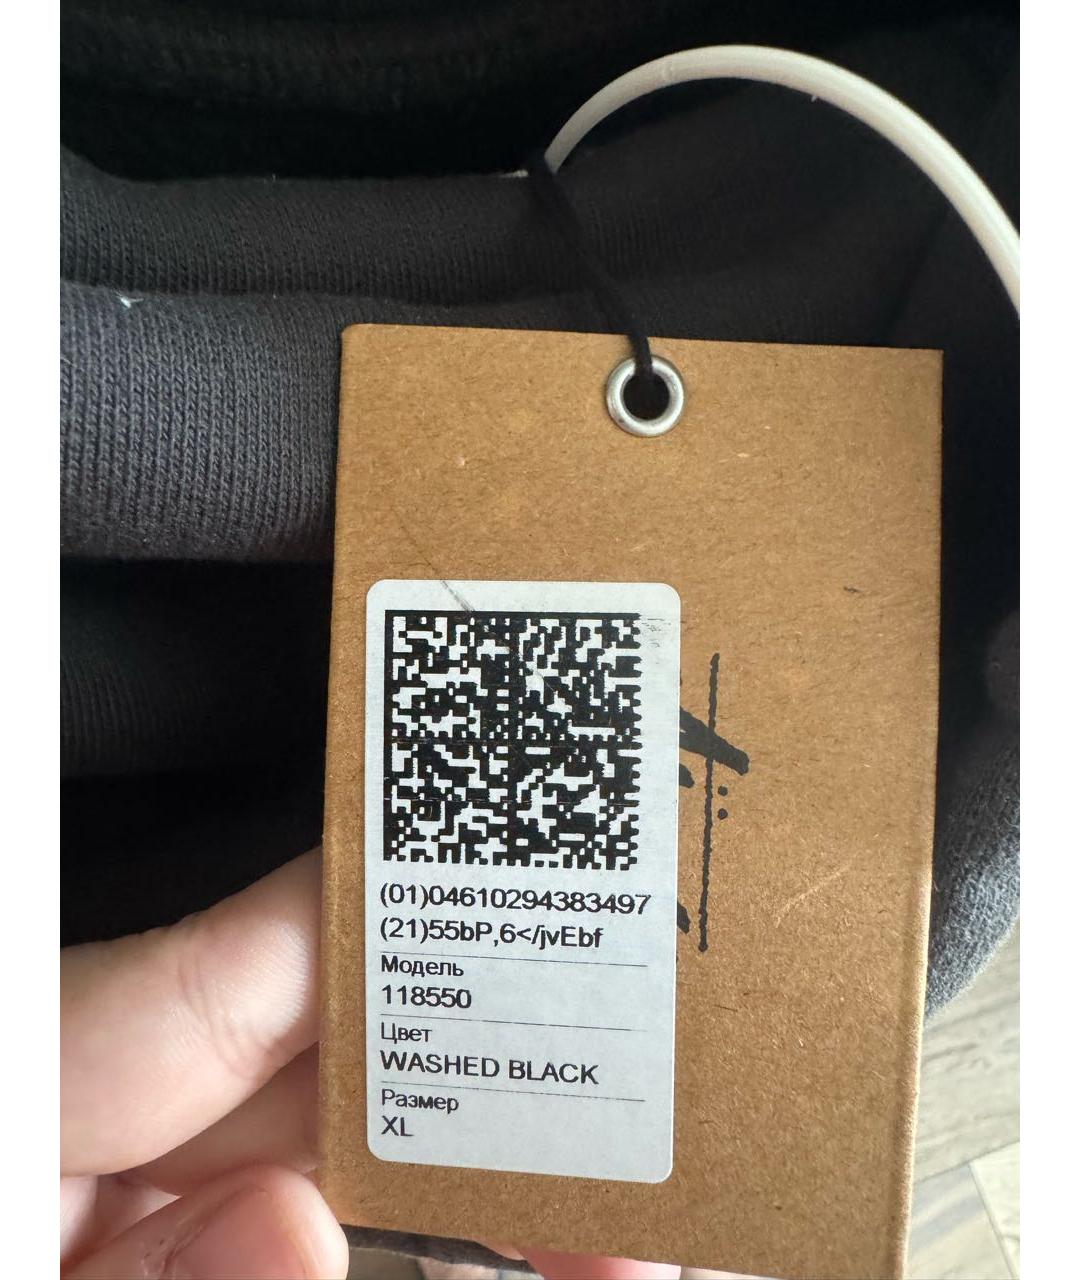 (01)04610294383497
(21)55bP,6</jvEbf
Модель
118550
Цвет
WASHED BLACK
Размер
XL